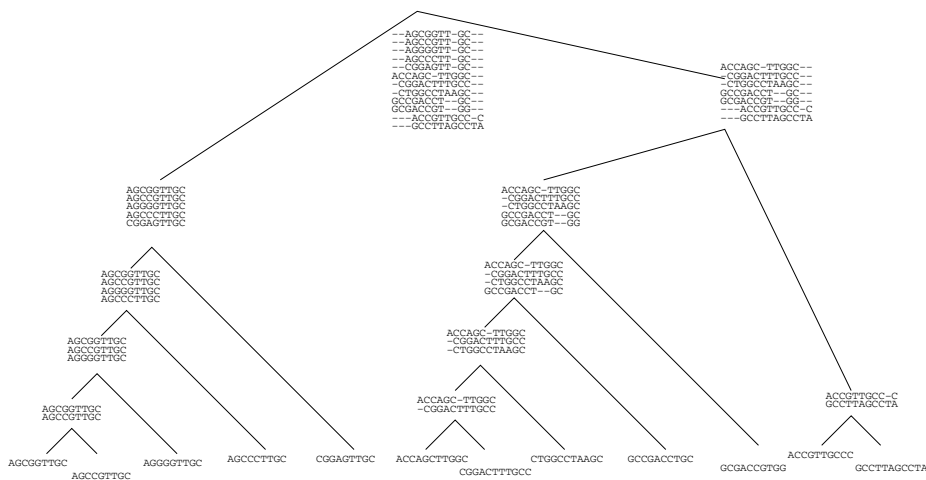 --AGCGGTT-GC--
--AGCCGTT-GC--
--AGGGGTT-GC--
--AGCCCTT-GC--
--CGGAGTT-GC--
ACCAGC-TTGGC--
-CGGACTTTGCC--
-CTGGCCTAAGC--
GCCGACCT--GC--
GCGACCGT--GG--
---ACCGTTGCC-C
---GCCTTAGCCTA
ACCAGC-TTGGC--
-CGGACTTTGCC--
-CTGGCCTAAGC--
GCCGACCT--GC--
GCGACCGT--GG--
---ACCGTTGCC-C
---GCCTTAGCCTA
AGCGGTTGC
AGCCGTTGC
AGGGGTTGC
AGCCCTTGC
CGGAGTTGC
ACCAGC-TTGGC
-CGGACTTTGCC
-CTGGCCTAAGC
GCCGACCT--GC
GCGACCGT--GG
AGCGGTTGC
AGCCGTTGC
AGGGGTTGC
AGCCCTTGC
ACCAGC-TTGGC
-CGGACTTTGCC
-CTGGCCTAAGC
GCCGACCT--GC
AGCGGTTGC
AGCCGTTGC
AGGGGTTGC
ACCAGC-TTGGC
-CGGACTTTGCC
-CTGGCCTAAGC
AGCGGTTGC
AGCCGTTGC
ACCAGC-TTGGC
-CGGACTTTGCC
ACCGTTGCC-C
GCCTTAGCCTA
AGCGGTTGC
AGCCGTTGC
AGGGGTTGC
AGCCCTTGC
CGGAGTTGC
ACCAGCTTGGC
CGGACTTTGCC
CTGGCCTAAGC
GCCGACCTGC
GCGACCGTGG
ACCGTTGCCC
GCCTTAGCCTA